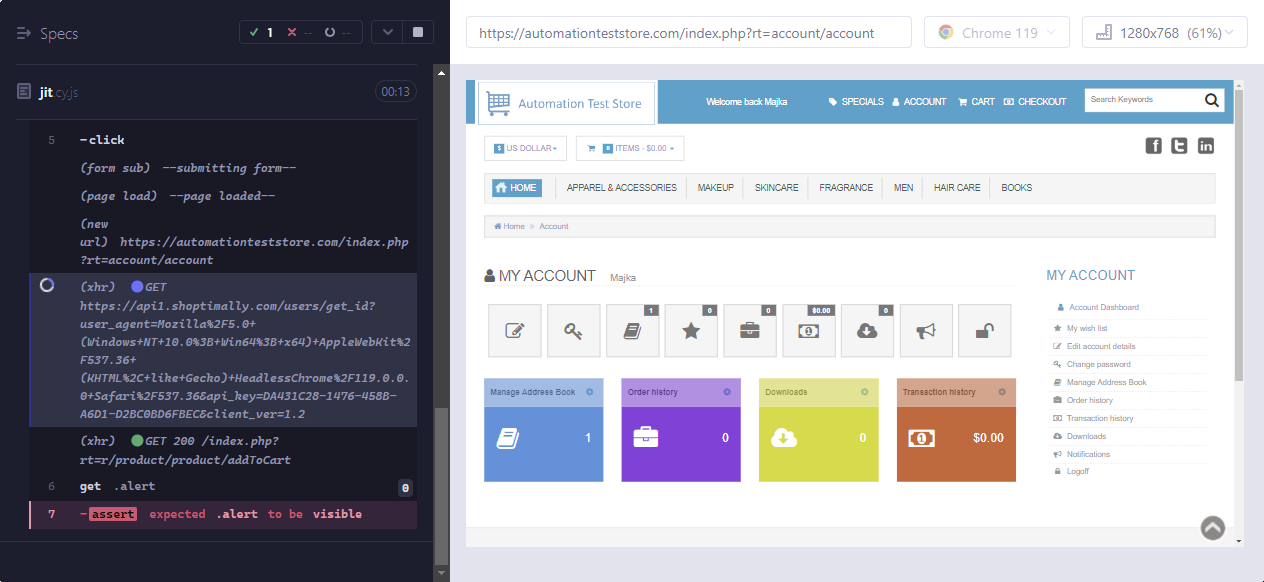 Specs
1
--
--
jit.cy.js
00:13
5 -click
(form sub) --submitting form--
(page load) --page loaded--
(new
url) https://automationteststore.com/index.php
?rt=account/account
(xhr) GET
https://api1.shoptimally.com/users/get_id?
user_agent=Mozilla%2F5.0+
(Windows+NT+10.0%3B+Win64%3B+x64)+AppleWebKit%2
F537.36+
(KHTML%2C+like+Gecko)+HeadlessChrome%2F119.0.0.
0+Safari%2F537.36&api_key=DA431C28-1476-458B-
A6D1-D2BC0BD6FBEC&client_ver=1.2
(xhr) GET 200 /index.php?
rt=r/product/product/addToCart
6 get .alert 0
7 -assert expected .alert to be visible
https://automationteststore.com/index.php?rt=account/account
Chrome 119
1280x768 (61%)
Automation Test Store
Welcome back Majka
SPECIALS
ACCOUNT
CART
CHECKOUT
Search Keywords
$ US DOLLAR
0 ITEMS - $0.00
HOME
APPAREL & ACCESSORIES
MAKEUP
SKINCARE
FRAGRANCE
MEN
HAIR CARE
BOOKS
Home » Account
MY ACCOUNT Majka
1
0
0
$0.00
0
Manage Address Book
1
Order history
0
Downloads
0
Transaction history
$0.00
MY ACCOUNT
Account Dashboard
My wish list
Edit account details
Change password
Manage Address Book
Order history
Transaction history
Downloads
Notifications
Logoff